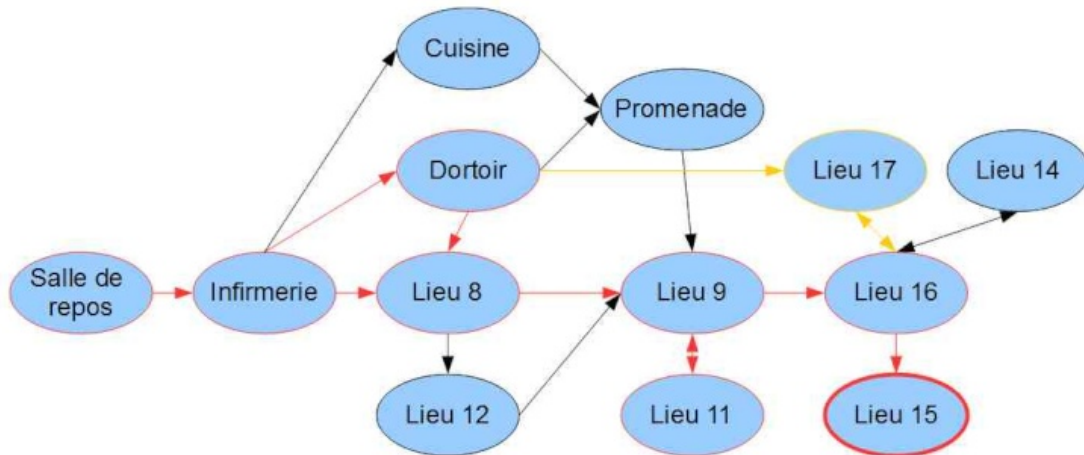 Cuisine
Promenade
Dortoir
Lieu 17
Lieu 14
Salle de
repos
Infirmerie
Lieu 8
Lieu 9
Lieu 16
Lieu 12
Lieu 11
Lieu 15